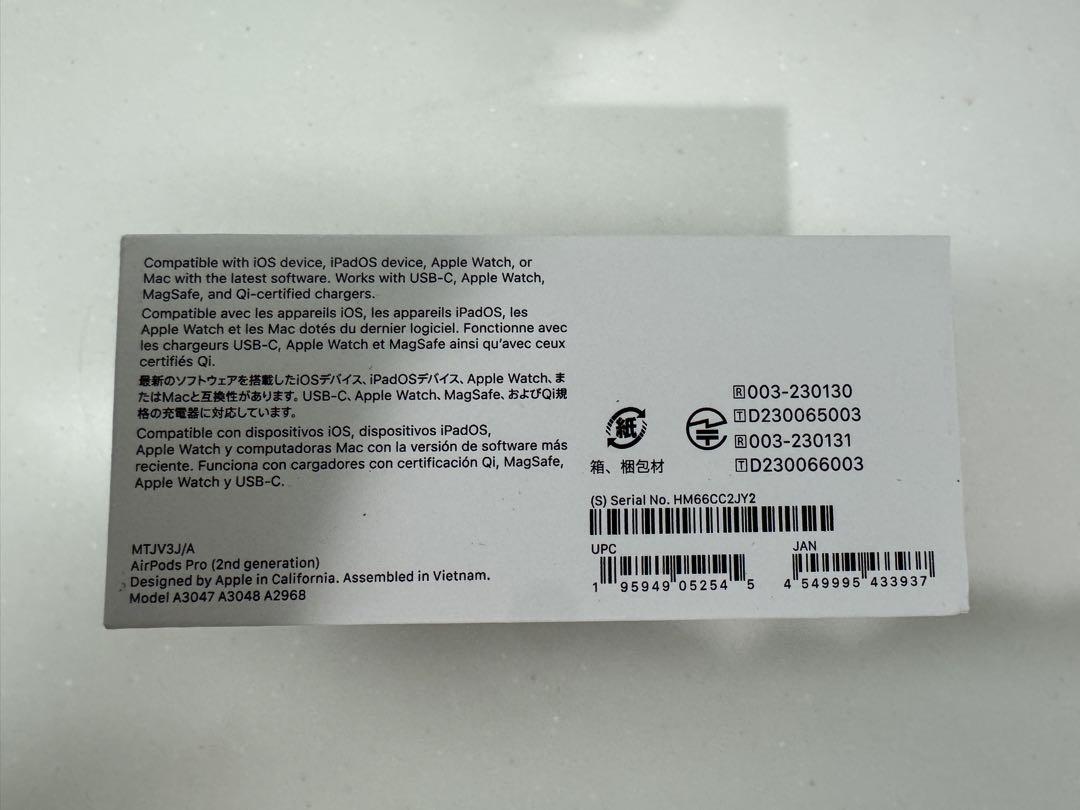 Compatible with iOS device, iPadOS device, Apple Watch, or
Mac with the latest software. Works with USB-C, Apple Watch,
MagSafe, and Qi-certified chargers.
Compatible avec les appareils iOS, les appareils iPadOS, les
Apple Watch et les Mac dotés du dernier logiciel. Fonctionne avec
les chargeurs USB-C, Apple Watch et MagSafe ainsi qu'avec ceux
certifiés Qi.
最新のソフトウェアを搭載したiOSデバイス、iPadOSデバイス、Apple Watch、ま
たはMacと互換性があります。USB-C、Apple Watch、MagSafe、およびQi規
格の充電器に対応しています。
Compatible con dispositivos iOS, dispositivos iPadOS,
Apple Watch y computadoras Mac con la versión de software más
reciente. Funciona con cargadores con certificación Qi, MagSafe,
Apple Watch y USB-C.
MTJV3J/A
AirPods Pro (2nd generation)
Designed by Apple in California. Assembled in Vietnam.
Model A3047 A3048 A2968
紙
箱、梱包材
R 003-230130
T D230065003
R 003-230131
T D230066003
(S) Serial No. HM66CC2JY2
UPC
1 95949 05254 5
JAN
4 549995 433937